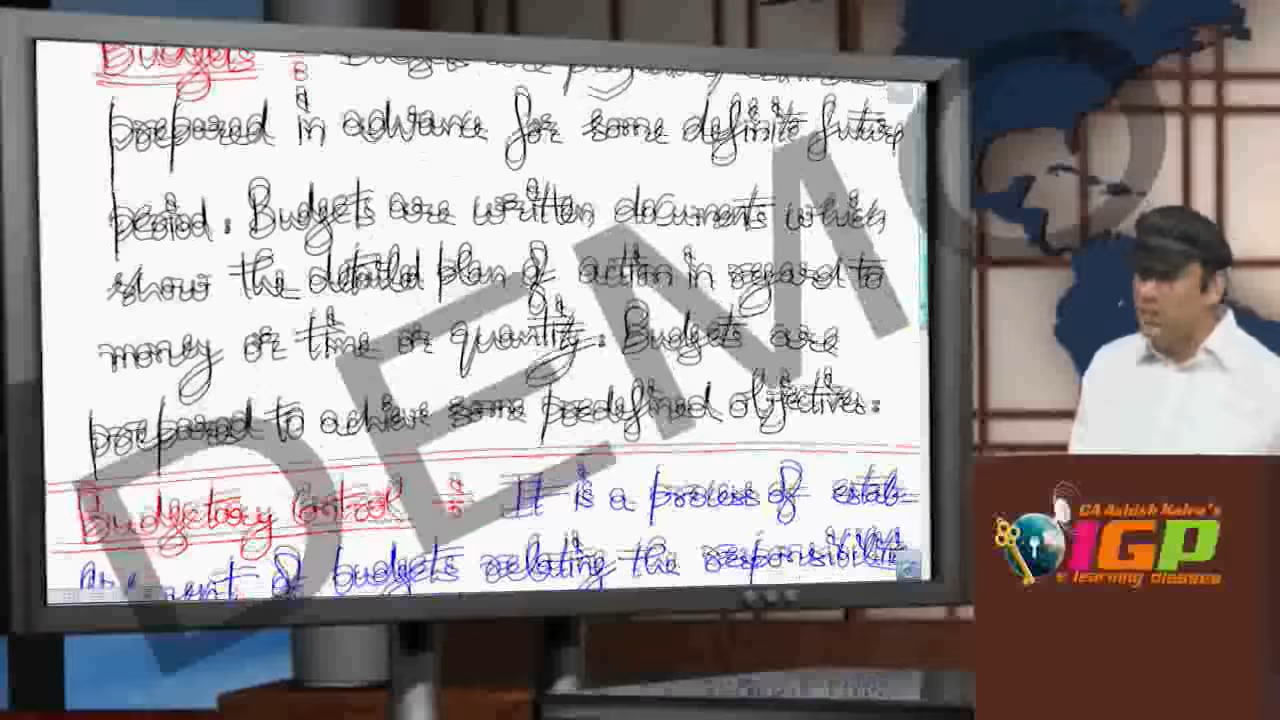 Budgets :
prepared in advance for some definite future
period. Budgets are written documents which
show the detailed plan of action in regard to
money or time or quantity. Budgets are
prepared to achieve some predefined objectives.
Budgetary Control : It is a process of estab-
of budgets relating the
DEMO
CA Ashish Kalra's
IGP
e learning classes